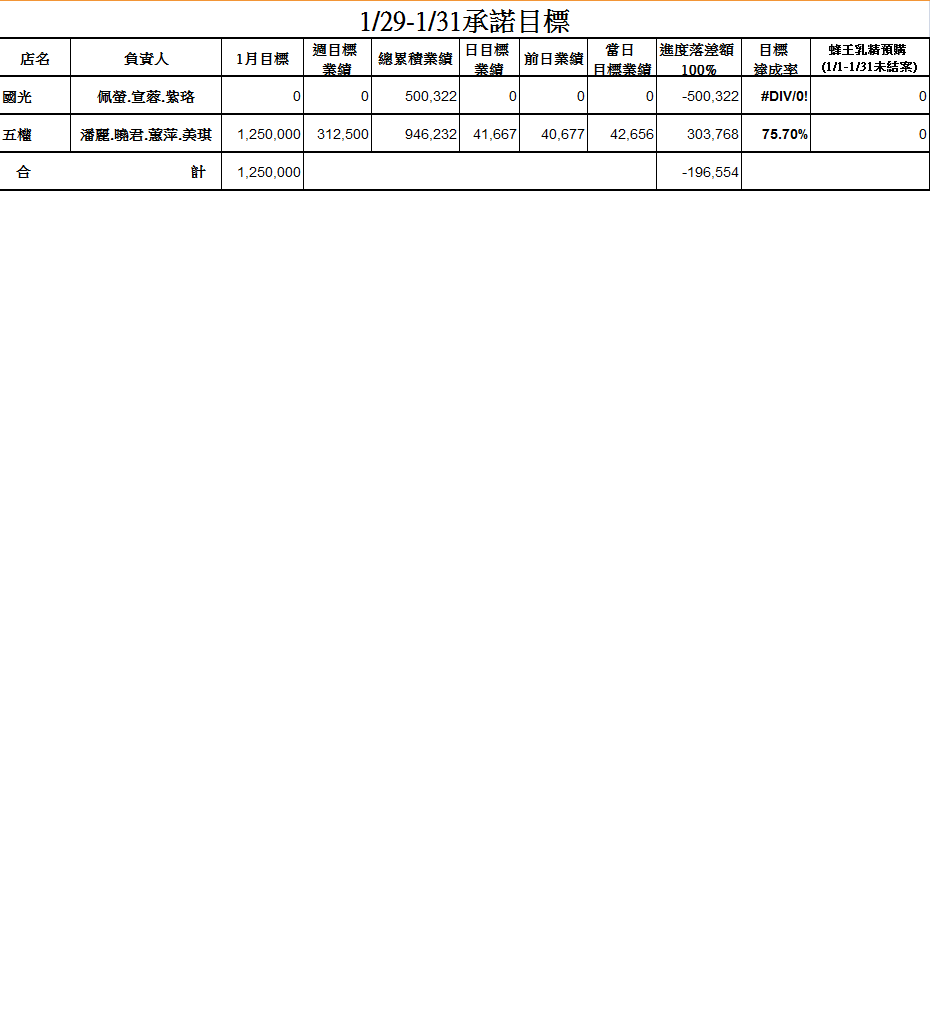 1/29-1/31承諾目標
店名 負責人 1月目標 週目標業績 總累積業績 日目標業績 前日業績 當日目標業績 進度落差額100% 目標達成率 蜂王乳精預購(1/1-1/31未結案)
國光 佩螢.宣蓉.紫珞 0 0 500,322 0 0 0 -500,322 #DIV/0! 0
五權 潘麗.曉君.蕙萍.美琪 1,250,000 312,500 946,232 41,667 40,677 42,656 303,768 75.70% 0
合計 1,250,000 -196,554